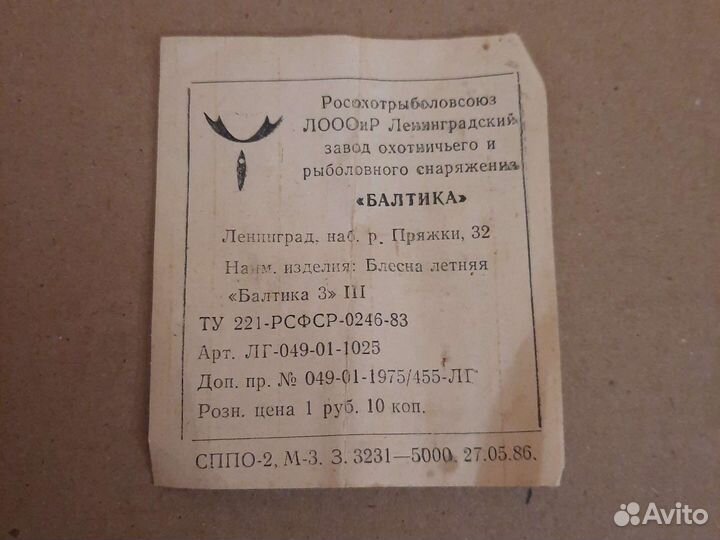 Росохотрыболовсоюз
ЛОООиР Ленинградский
завод охотничьего и
рыболовного снаряжения
«БАЛТИКА»
Ленинград, наб. р. Пряжки, 32
Наим. изделия: Блесна летняя
«Балтика 3» III
ТУ 221-РСФСР-0246-83
Арт. ЛГ-049-01-1025
Доп. пр. № 049-01-1975/455-ЛГ
Розн. цена 1 руб. 10 коп.
СППО-2, М-3. З. 3231—5000. 27.05.86.
Avito